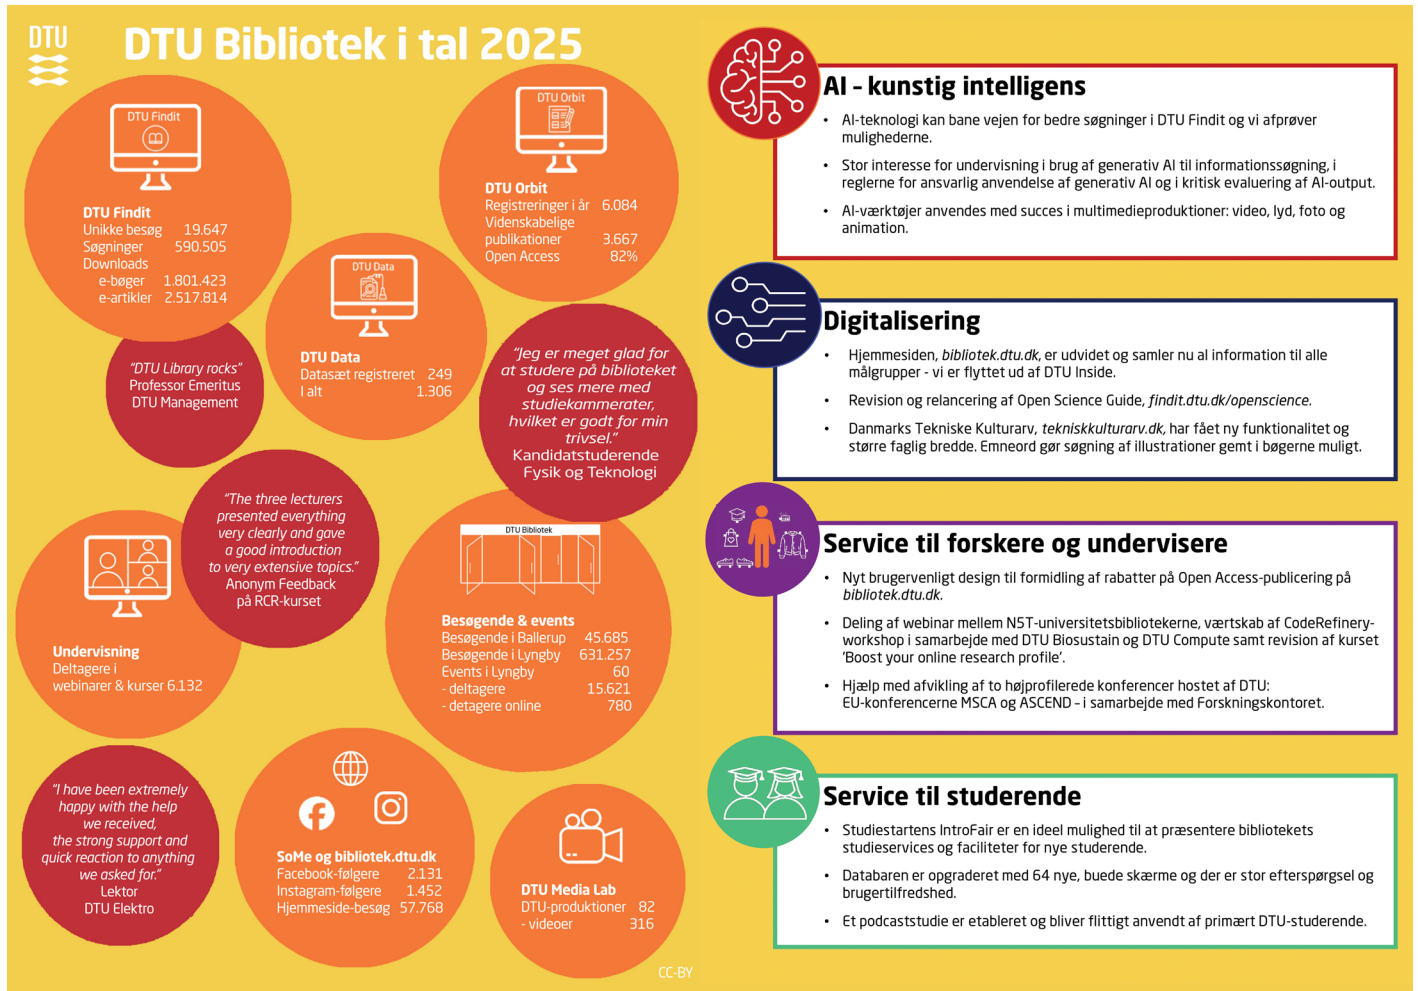 DTU
DTU Bibliotek i tal 2025
DTU Findit
DTU Findit
Unikke besøg 19.647
Søgninger 590.505
Downloads
e-bøger 1.801.423
e-artikler 2.517.814
DTU Orbit
DTU Orbit
Registreringer i år 6.084
Videnskabelige
publikationer 3.667
Open Access 82%
DTU Data
DTU Data
Datasæt registreret 249
I alt 1.306
"DTU Library rocks"
Professor Emeritus
DTU Management
"Jeg er meget glad for
at studere på biblioteket
og ses mere med
studiekammerater,
hvilket er godt for min
trivsel."
Kandidatstuderende
Fysik og Teknologi
"The three lecturers
presented everything
very clearly and gave
a good introduction
to very extensive topics."
Anonym Feedback
på RCR-kurset
Undervisning
Deltagere i
webinarer & kurser 6.132
DTU Bibliotek
Besøgende & events
Besøgende i Ballerup 45.685
Besøgende i Lyngby 631.257
Events i Lyngby 60
- deltagere 15.621
- detagere online 780
"I have been extremely
happy with the help
we received,
the strong support and
quick reaction to anything
we asked for."
Lektor
DTU Elektro
SoMe og bibliotek.dtu.dk
Facebook-følgere 2.131
Instagram-følgere 1.452
Hjemmeside-besøg 57.768
DTU Media Lab
DTU-produktioner 82
- videoer 316
CC-BY
AI – kunstig intelligens
• AI-teknologi kan bane vejen for bedre søgninger i DTU Findit og vi afprøver
mulighederne.
• Stor interesse for undervisning i brug af generativ AI til informationssøgning, i
reglerne for ansvarlig anvendelse af generativ AI og i kritisk evaluering af AI-output.
• AI-værktøjer anvendes med succes i multimedieproduktioner: video, lyd, foto og
animation.
Digitalisering
• Hjemmesiden, bibliotek.dtu.dk, er udvidet og samler nu al information til alle
målgrupper - vi er flyttet ud af DTU Inside.
• Revision og relancering af Open Science Guide, findit.dtu.dk/openscience.
• Danmarks Tekniske Kulturarv, tekniskkulturarv.dk, har fået ny funktionalitet og
større faglig bredde. Emneord gør søgning af illustrationer gemt i bøgerne muligt.
Service til forskere og undervisere
• Nyt brugervenligt design til formidling af rabatter på Open Access-publicering på
bibliotek.dtu.dk.
• Deling af webinar mellem N5T-universitetsbibliotekerne, værtskab af CodeRefinery-
workshop i samarbejde med DTU Biosustain og DTU Compute samt revision af kurset
'Boost your online research profile'.
• Hjælp med afvikling af to højprofilerede konferencer hostet af DTU:
EU-konferencerne MSCA og ASCEND – i samarbejde med Forskningskontoret.
Service til studerende
• Studiestartens IntroFair er en ideel mulighed til at præsentere bibliotekets
studieservices og faciliteter for nye studerende.
• Databaren er opgraderet med 64 nye, buede skærme og der er stor efterspørgsel og
brugertilfredshed.
• Et podcaststudie er etableret og bliver flittigt anvendt af primært DTU-studerende.